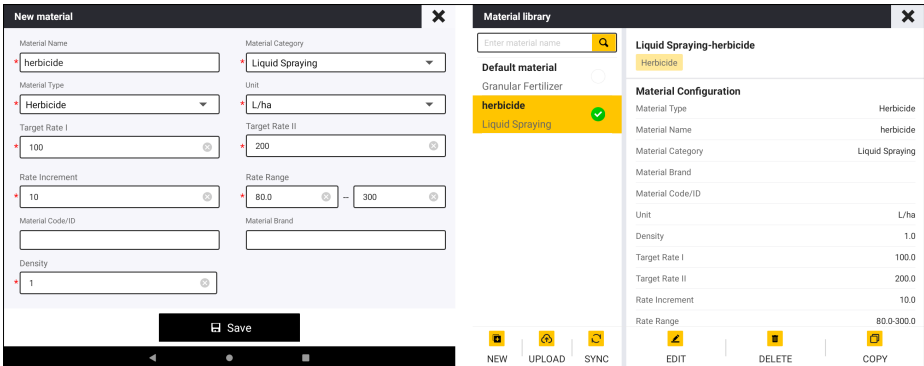 New material
Material Name
Material Category
* herbicide
* Liquid Spraying
Material Type
Unit
* Herbicide
* L/ha
Target Rate I
Target Rate II
* 100
* 200
Rate Increment
Rate Range
* 10
* 80.0 – 300
Material Code/ID
Material Brand
Density
* 1
Save
Material library
Enter material name
Default material
Granular Fertilizer
herbicide
Liquid Spraying
NEW
UPLOAD
SYNC
Liquid Spraying-herbicide
Herbicide
Material Configuration
Material Type Herbicide
Material Name herbicide
Material Category Liquid Spraying
Material Brand
Material Code/ID
Unit L/ha
Density 1.0
Target Rate I 100.0
Target Rate II 200.0
Rate Increment 10.0
Rate Range 80.0-300.0
EDIT
DELETE
COPY